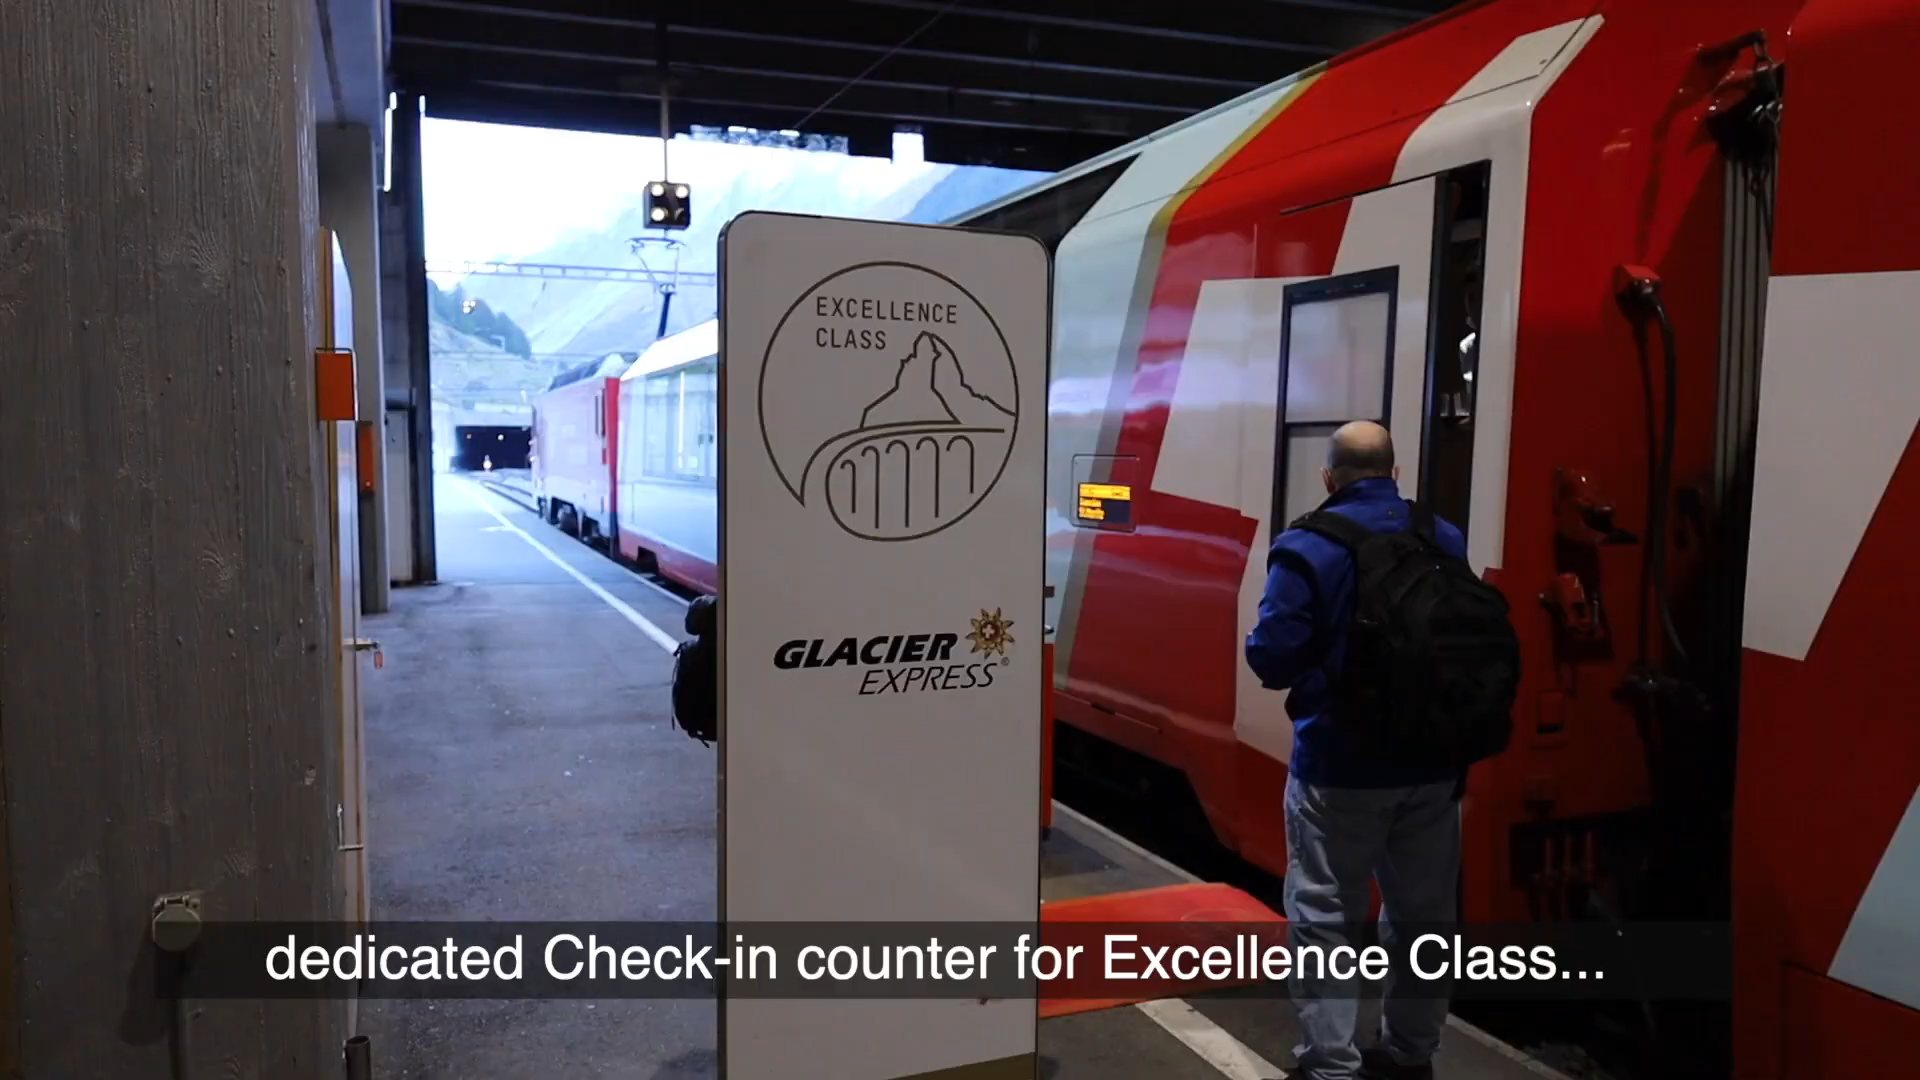 EXCELLENCE
CLASS
GLACIER
EXPRESS®
dedicated Check-in counter for Excellence Class...